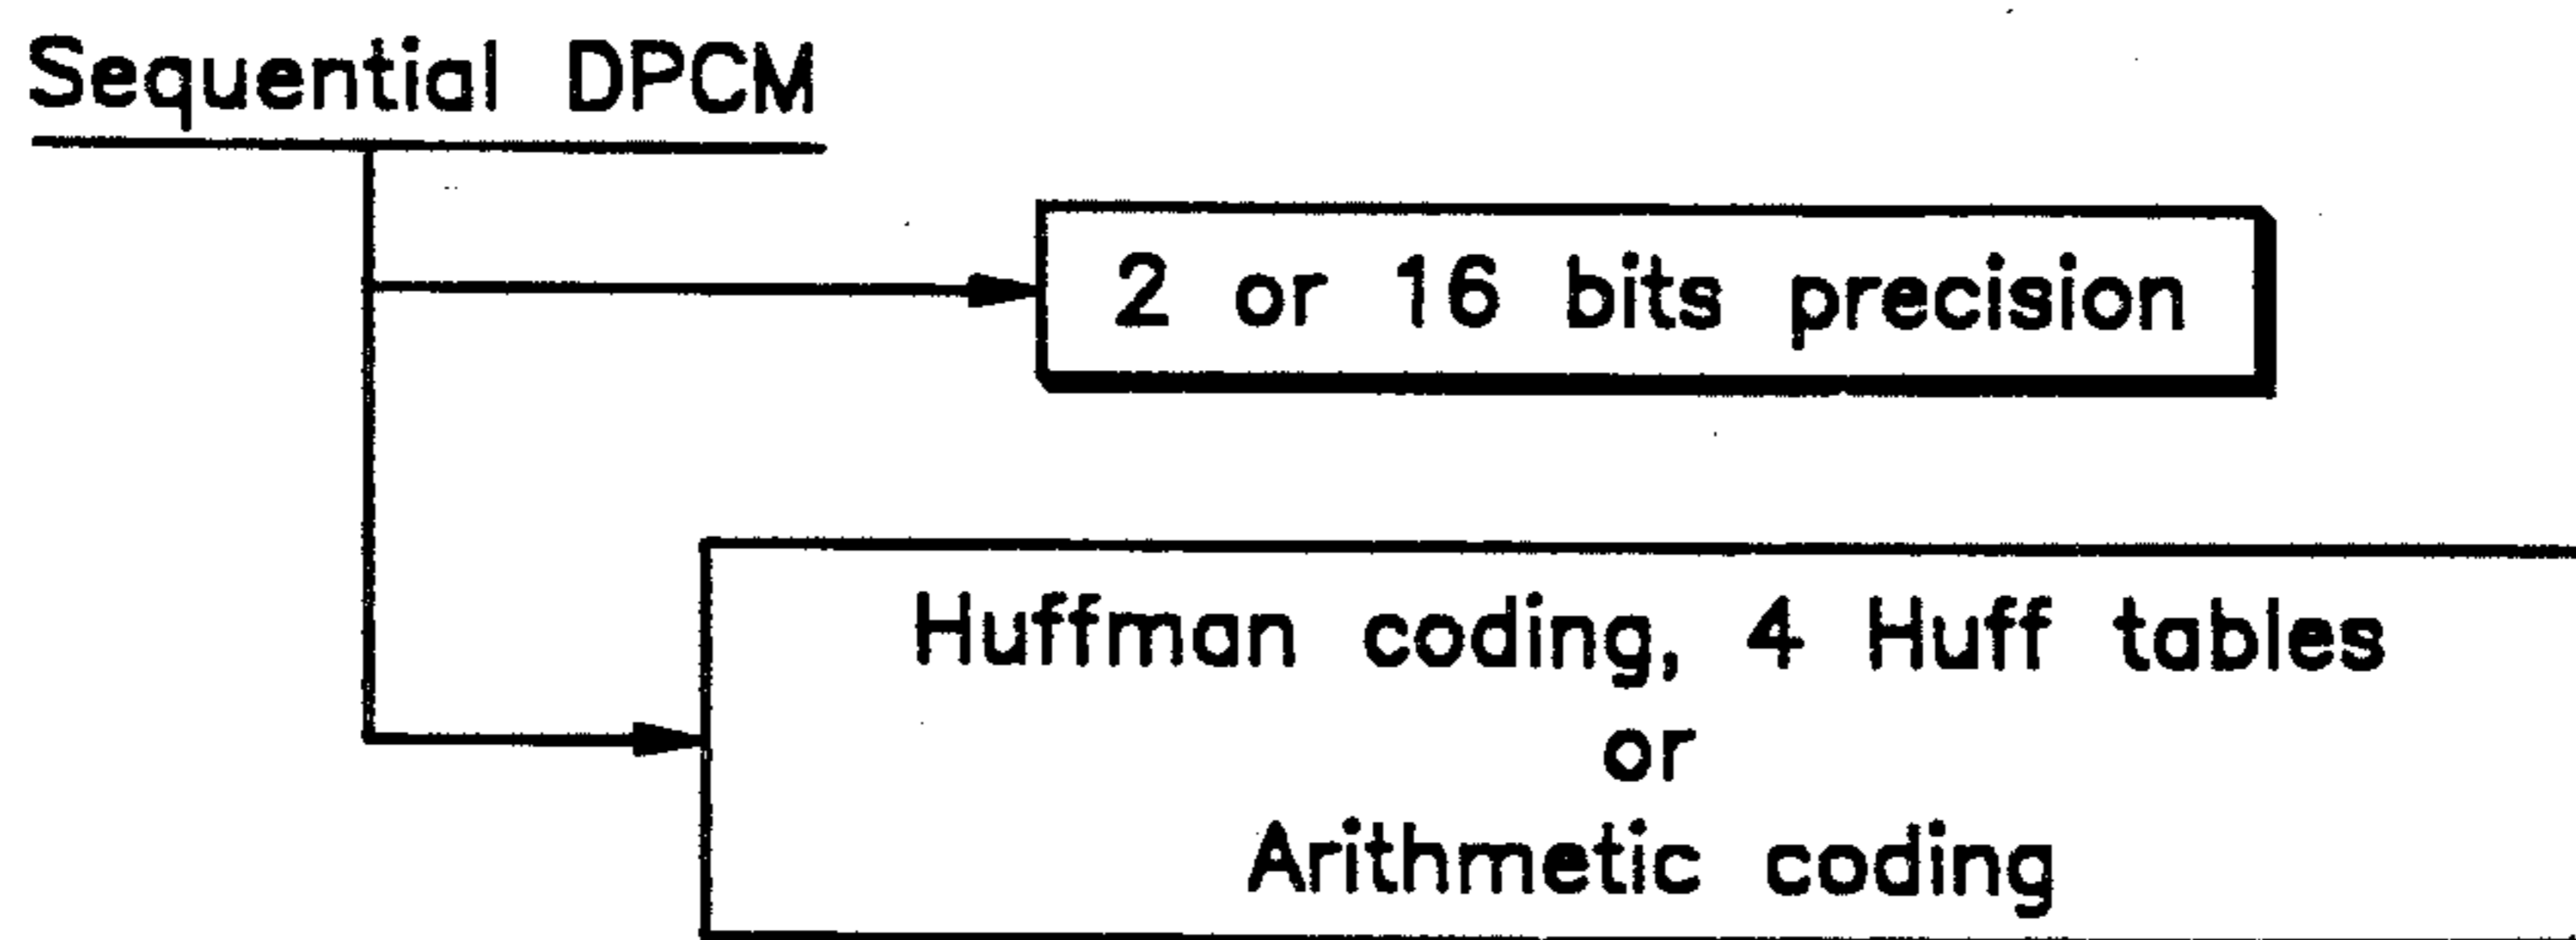 Sequential DPCM
2 or 16 bits precision
Huffman coding, 4 Huff tables
or
Arithmetic coding